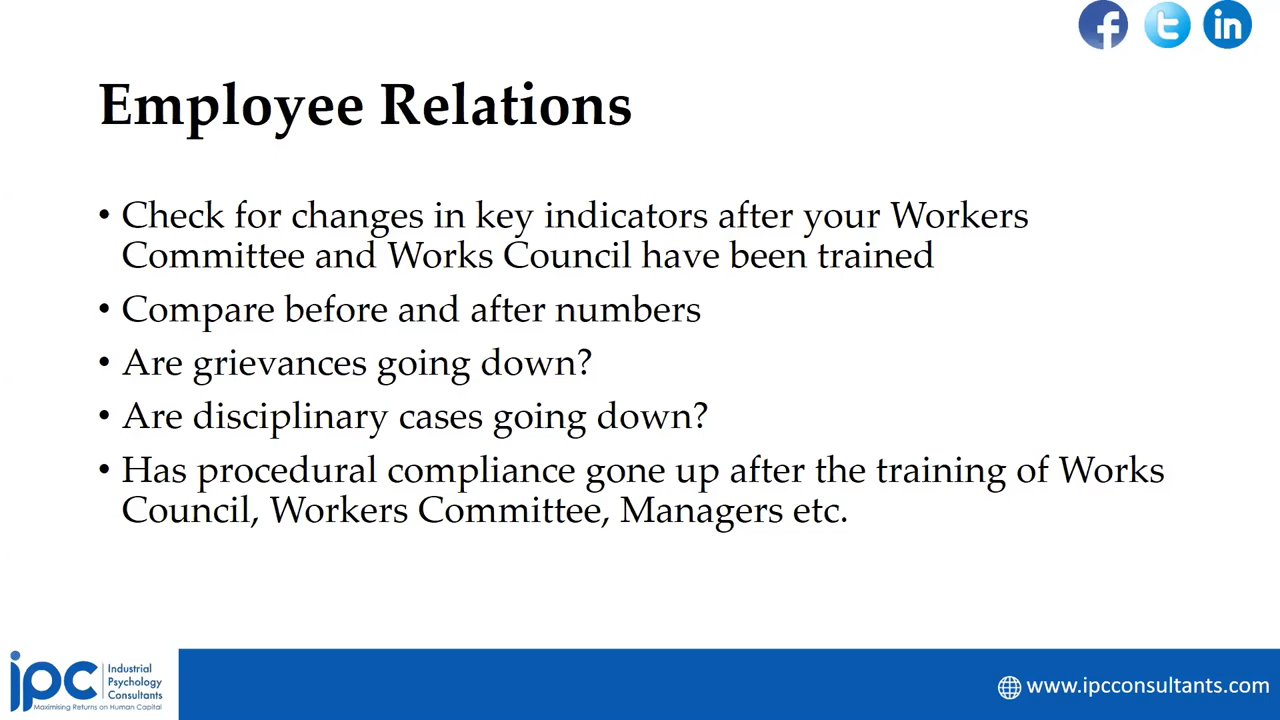 Employee Relations
• Check for changes in key indicators after your Workers
Committee and Works Council have been trained
• Compare before and after numbers
• Are grievances going down?
• Are disciplinary cases going down?
• Has procedural compliance gone up after the training of Works
Council, Workers Committee, Managers etc.
ipc
Industrial
Psychology
Consultants
Maximising Returns on Human Capital
www.ipcconsultants.com